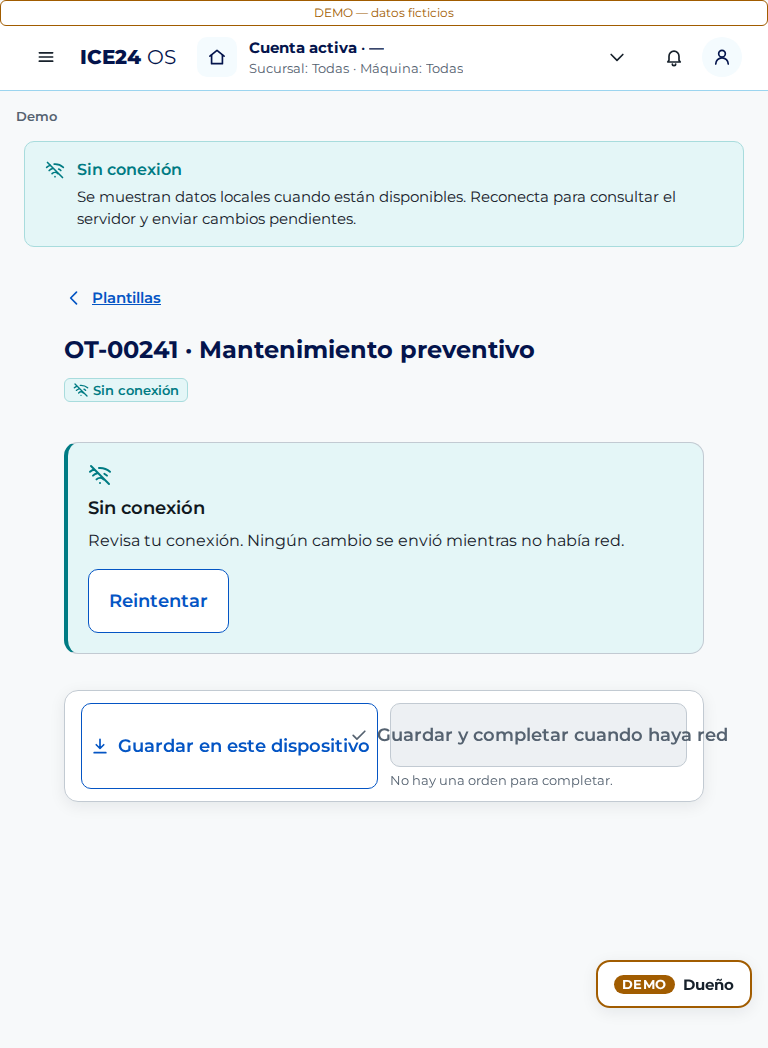 DEMO — datos ficticios
ICE24 OS
Cuenta activa · —
Sucursal: Todas · Máquina: Todas
Demo
Sin conexión
Se muestran datos locales cuando están disponibles. Reconecta para consultar el
servidor y enviar cambios pendientes.
Plantillas
OT-00241 · Mantenimiento preventivo
Sin conexión
Sin conexión
Revisa tu conexión. Ningún cambio se envió mientras no había red.
Reintentar
Guardar en este dispositivo
Guardar y completar cuando haya red
No hay una orden para completar.
DEMO Dueño